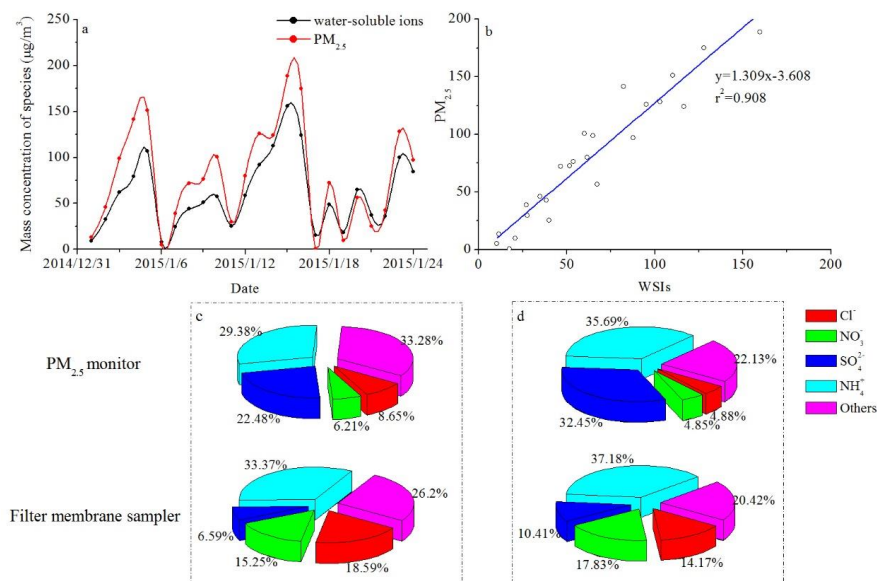 a
water-soluble ions
PM2.5
Mass concentration of species (μg/m³)
250
200
150
100
50
0
2014/12/31
2015/1/6
2015/1/12
2015/1/18
2015/1/24
Date
b
200
150
100
50
0
PM2.5
y=1.309x-3.608
r²=0.908
0
50
100
150
200
WSIs
PM2.5 monitor
c
29.38%
33.28%
22.48%
6.21%
8.65%
d
35.69%
22.13%
32.45%
4.85%
4.88%
Cl⁻
NO₃⁻
SO₄²⁻
NH₄⁺
Others
Filter membrane sampler
33.37%
26.2%
6.59%
15.25%
18.59%
37.18%
20.42%
10.41%
17.83%
14.17%